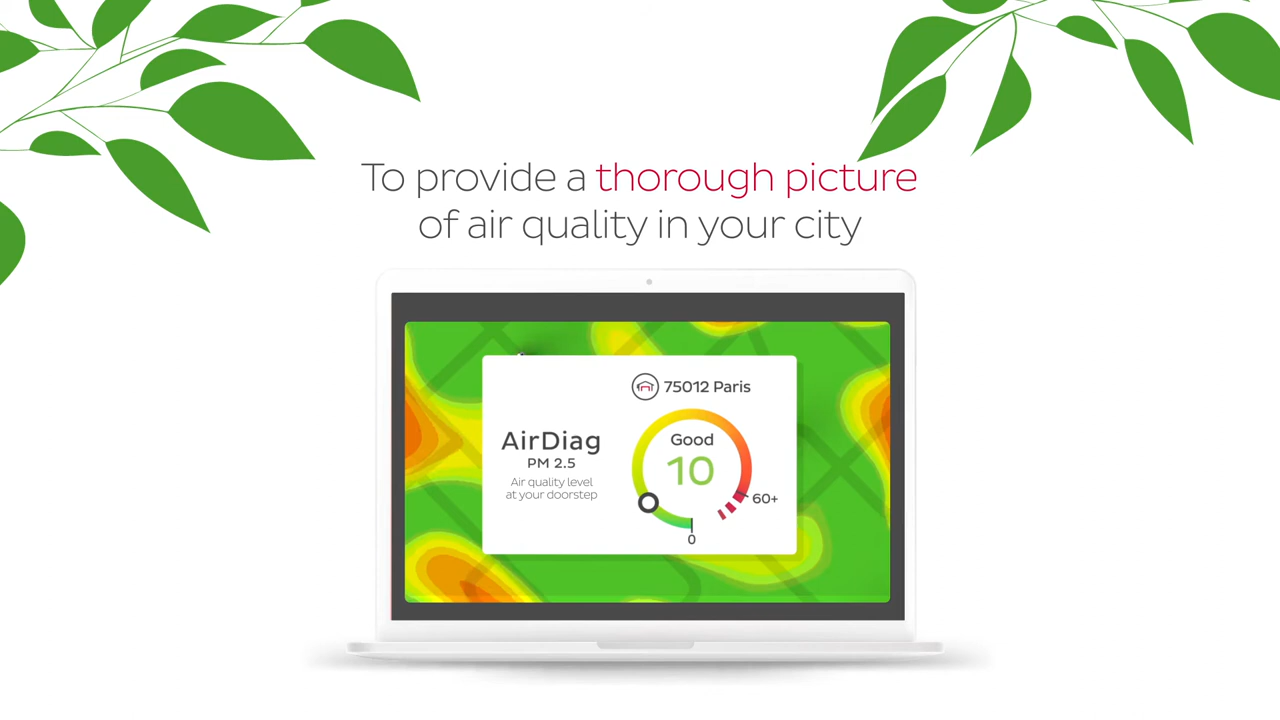 To provide a thorough picture
of air quality in your city
75012 Paris
AirDiag
PM 2.5
Air quality level
at your doorstep
Good
10
60+
0